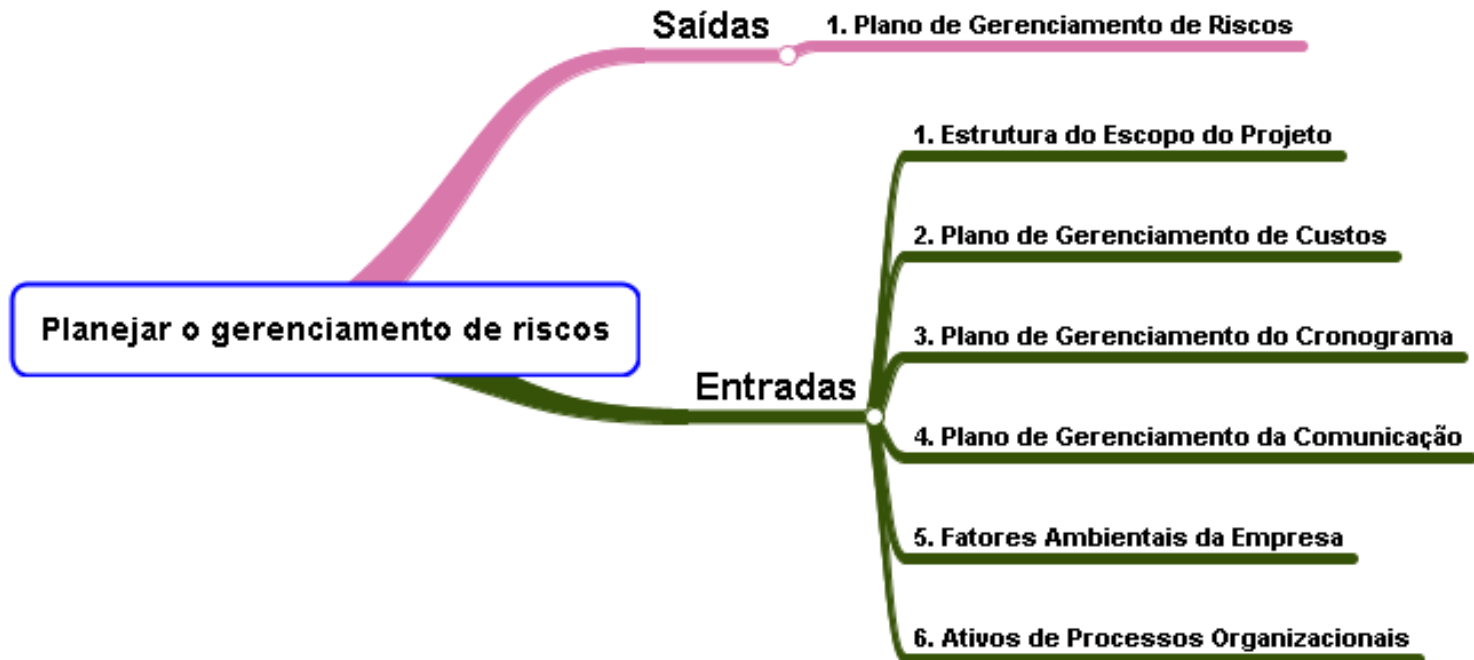 Saídas
1. Plano de Gerenciamento de Riscos
Planejar o gerenciamento de riscos
Entradas
1. Estrutura do Escopo do Projeto
2. Plano de Gerenciamento de Custos
3. Plano de Gerenciamento do Cronograma
4. Plano de Gerenciamento da Comunicação
5. Fatores Ambientais da Empresa
6. Ativos de Processos Organizacionais